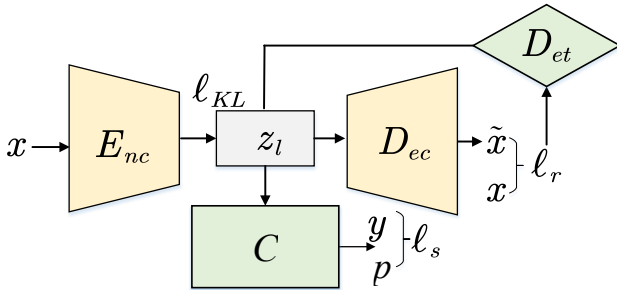 D_et
ℓ_KL
x
E_nc
z_l
D_ec
x̃
x
ℓ_r
C
y
p
ℓ_s